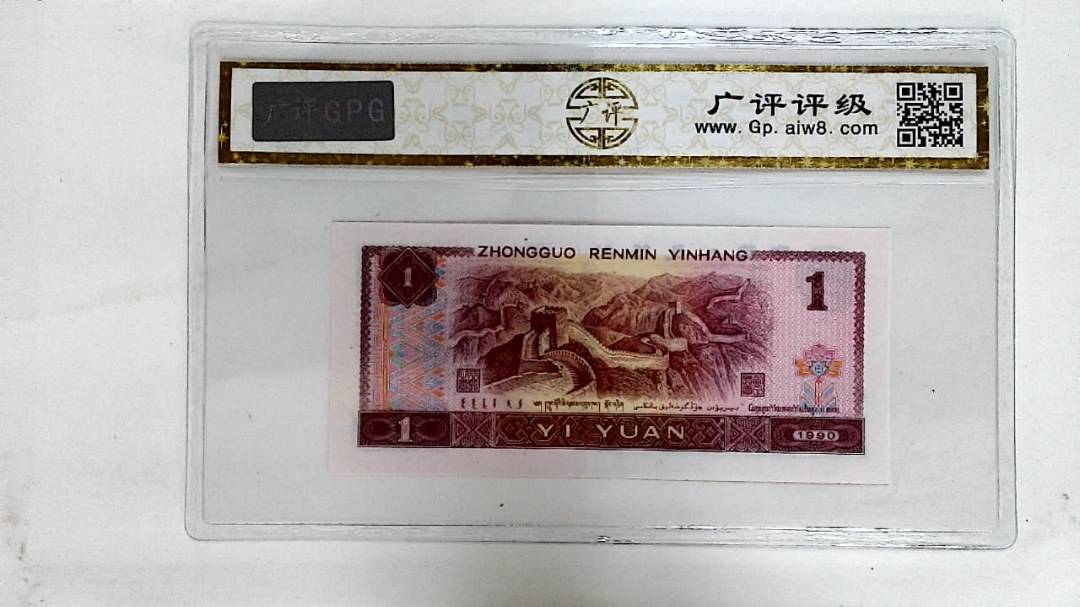 广评GPG
广评
广评评级
www.Gp.aiw8.com
ZHONGGUO RENMIN YINHANG
1
1
1
YI YUAN
1990